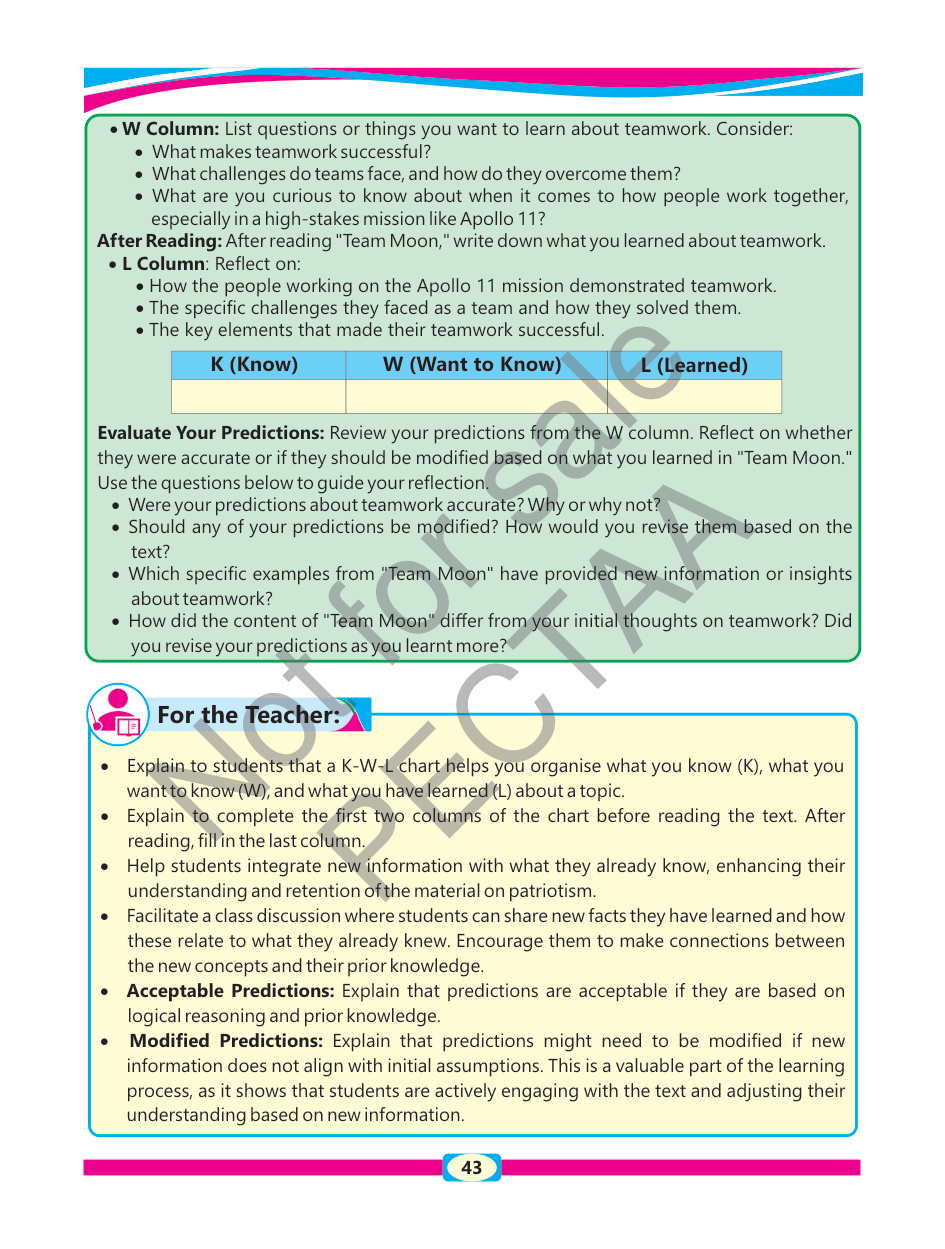 • W Column: List questions or things you want to learn about teamwork. Consider:
• What makes teamwork successful?
• What challenges do teams face, and how do they overcome them?
• What are you curious to know about when it comes to how people work together,
especially in a high-stakes mission like Apollo 11?
After Reading: After reading "Team Moon," write down what you learned about teamwork.
• L Column: Reflect on:
• How the people working on the Apollo 11 mission demonstrated teamwork.
• The specific challenges they faced as a team and how they solved them.
• The key elements that made their teamwork successful.
K (Know) W (Want to Know) L (Learned)
Evaluate Your Predictions: Review your predictions from the W column. Reflect on whether
they were accurate or if they should be modified based on what you learned in "Team Moon."
Use the questions below to guide your reflection.
• Were your predictions about teamwork accurate? Why or why not?
• Should any of your predictions be modified? How would you revise them based on the
text?
• Which specific examples from "Team Moon" have provided new information or insights
about teamwork?
• How did the content of "Team Moon" differ from your initial thoughts on teamwork? Did
you revise your predictions as you learnt more?
For the Teacher:
• Explain to students that a K-W-L chart helps you organise what you know (K), what you
want to know (W), and what you have learned (L) about a topic.
• Explain to complete the first two columns of the chart before reading the text. After
reading, fill in the last column.
• Help students integrate new information with what they already know, enhancing their
understanding and retention of the material on patriotism.
• Facilitate a class discussion where students can share new facts they have learned and how
these relate to what they already knew. Encourage them to make connections between
the new concepts and their prior knowledge.
• Acceptable Predictions: Explain that predictions are acceptable if they are based on
logical reasoning and prior knowledge.
• Modified Predictions: Explain that predictions might need to be modified if new
information does not align with initial assumptions. This is a valuable part of the learning
process, as it shows that students are actively engaging with the text and adjusting their
understanding based on new information.
43
Not for sale
PECTAA